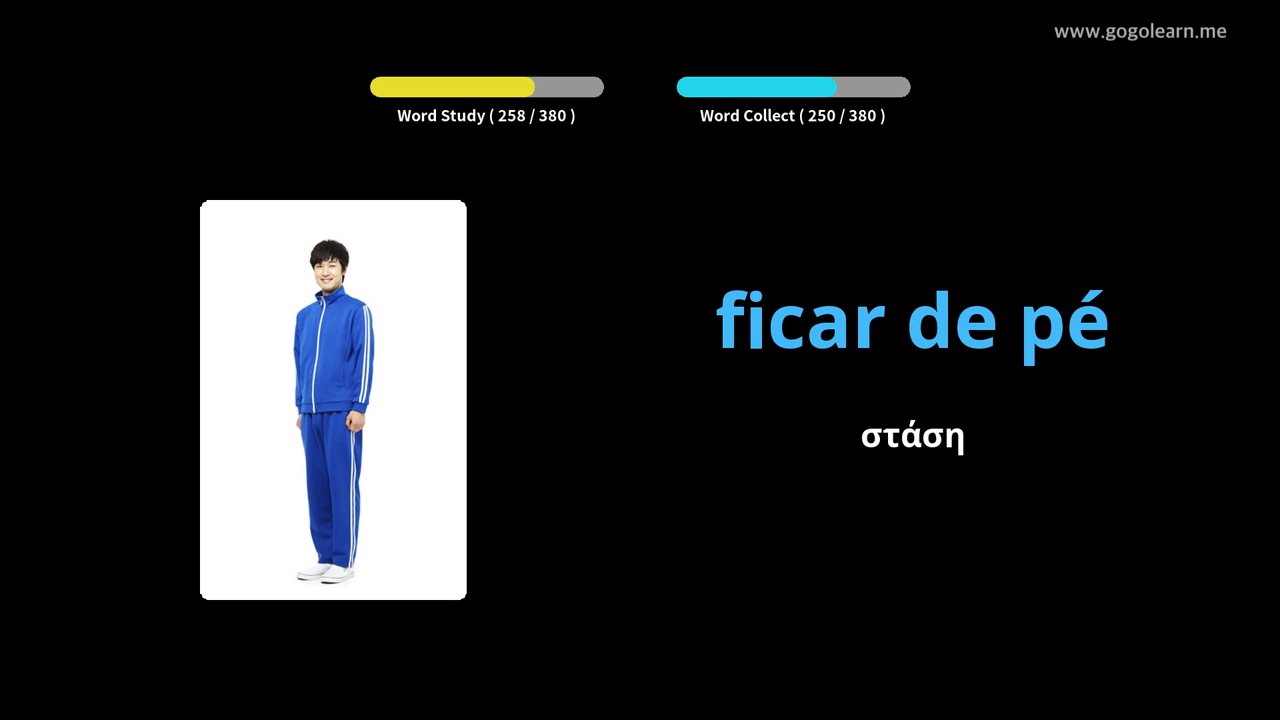 www.gogolearn.me
Word Study ( 258 / 380 )
Word Collect ( 250 / 380 )
ficar de pé
στάση